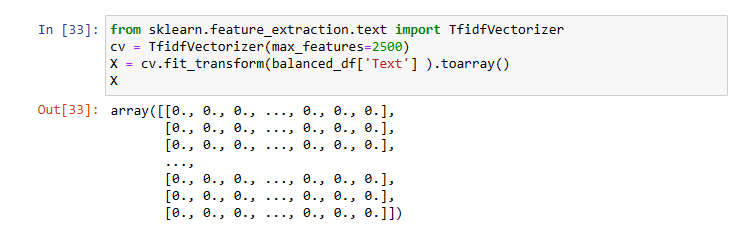 In [33]: from sklearn.feature_extraction.text import TfidfVectorizer
cv = TfidfVectorizer(max_features=2500)
X = cv.fit_transform(balanced_df['Text'] ).toarray()
X
Out[33]: array([[0., 0., 0., ..., 0., 0., 0.],
[0., 0., 0., ..., 0., 0., 0.],
[0., 0., 0., ..., 0., 0., 0.],
...,
[0., 0., 0., ..., 0., 0., 0.],
[0., 0., 0., ..., 0., 0., 0.],
[0., 0., 0., ..., 0., 0., 0.]])